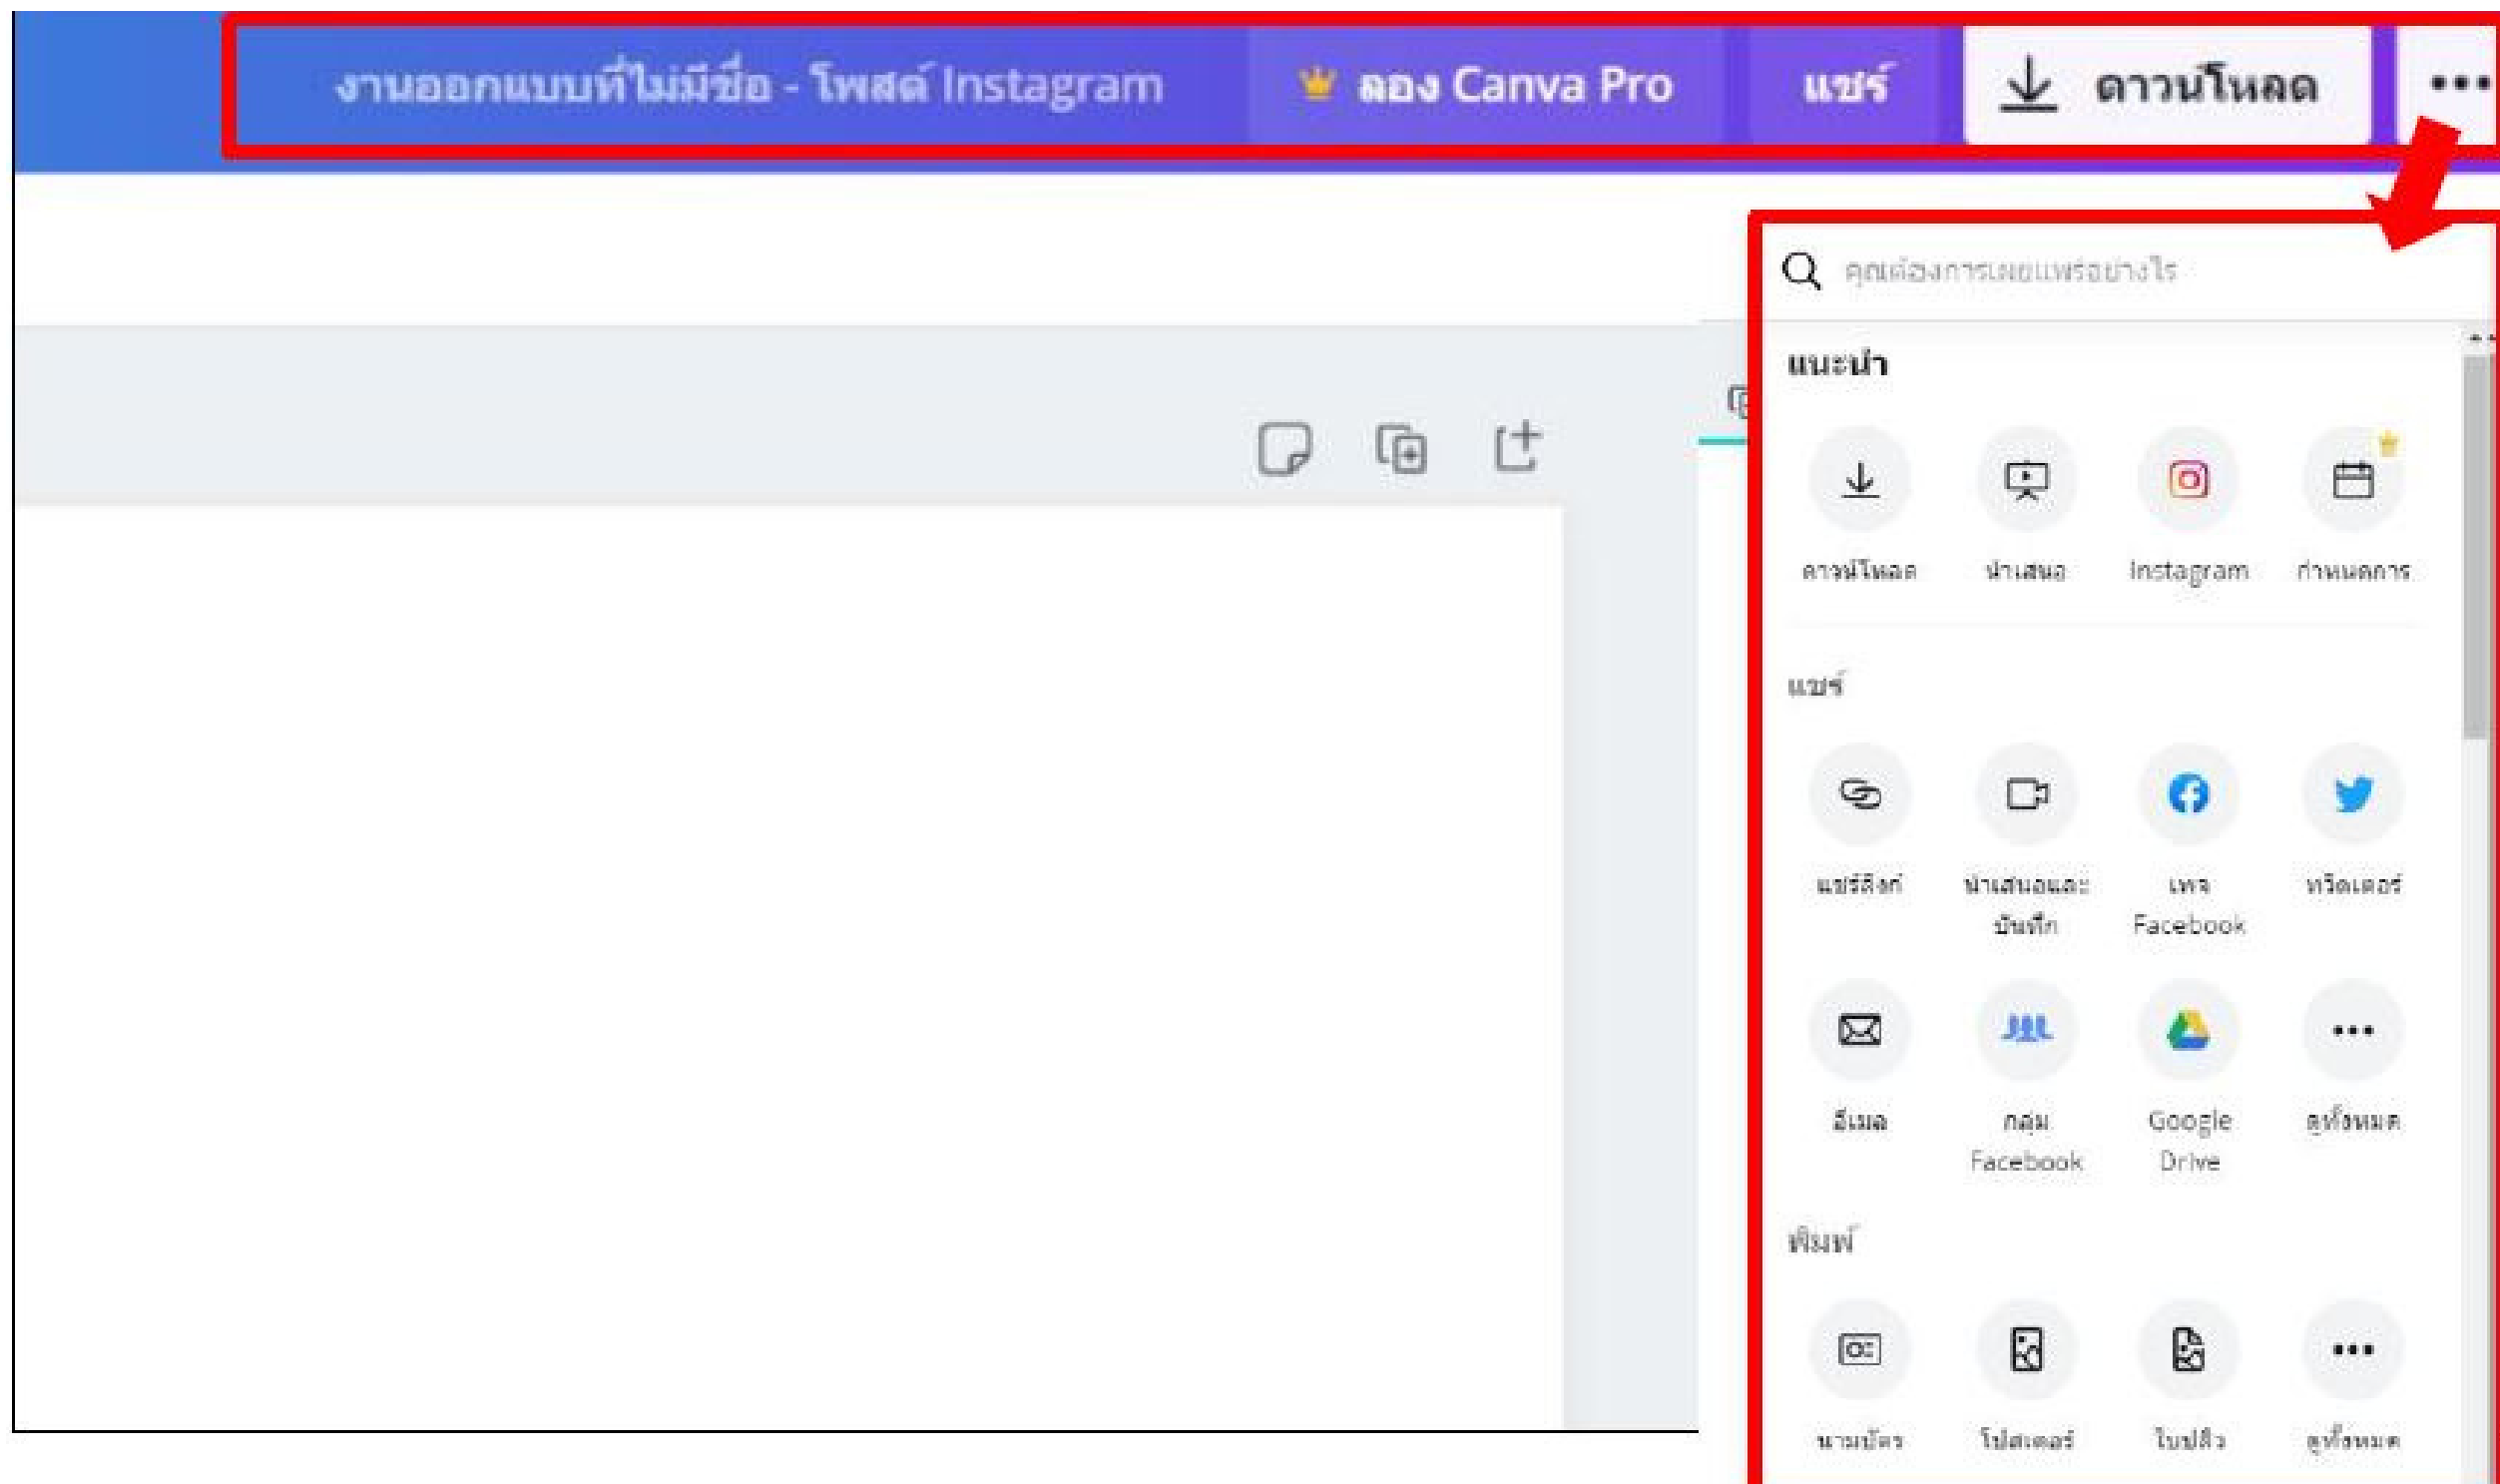 งานออกแบบที่ไม่มีชื่อ - โพสต์ Instagram ลอง Canva Pro แชร์ ดาวน์โหลด
คุณต้องการเผยแพร่อย่างไร
แนะนำ
ดาวน์โหลด นำเสนอ Instagram กำหนดการ
แชร์
แชร์ลิงก์ นำเสนอและ เพจ ทวิตเตอร์
บันทึก Facebook
อีเมล กลุ่ม Google ดูทั้งหมด
Facebook Drive
พิมพ์
นามบัตร โปสเตอร์ ใบปลิว ดูทั้งหมด